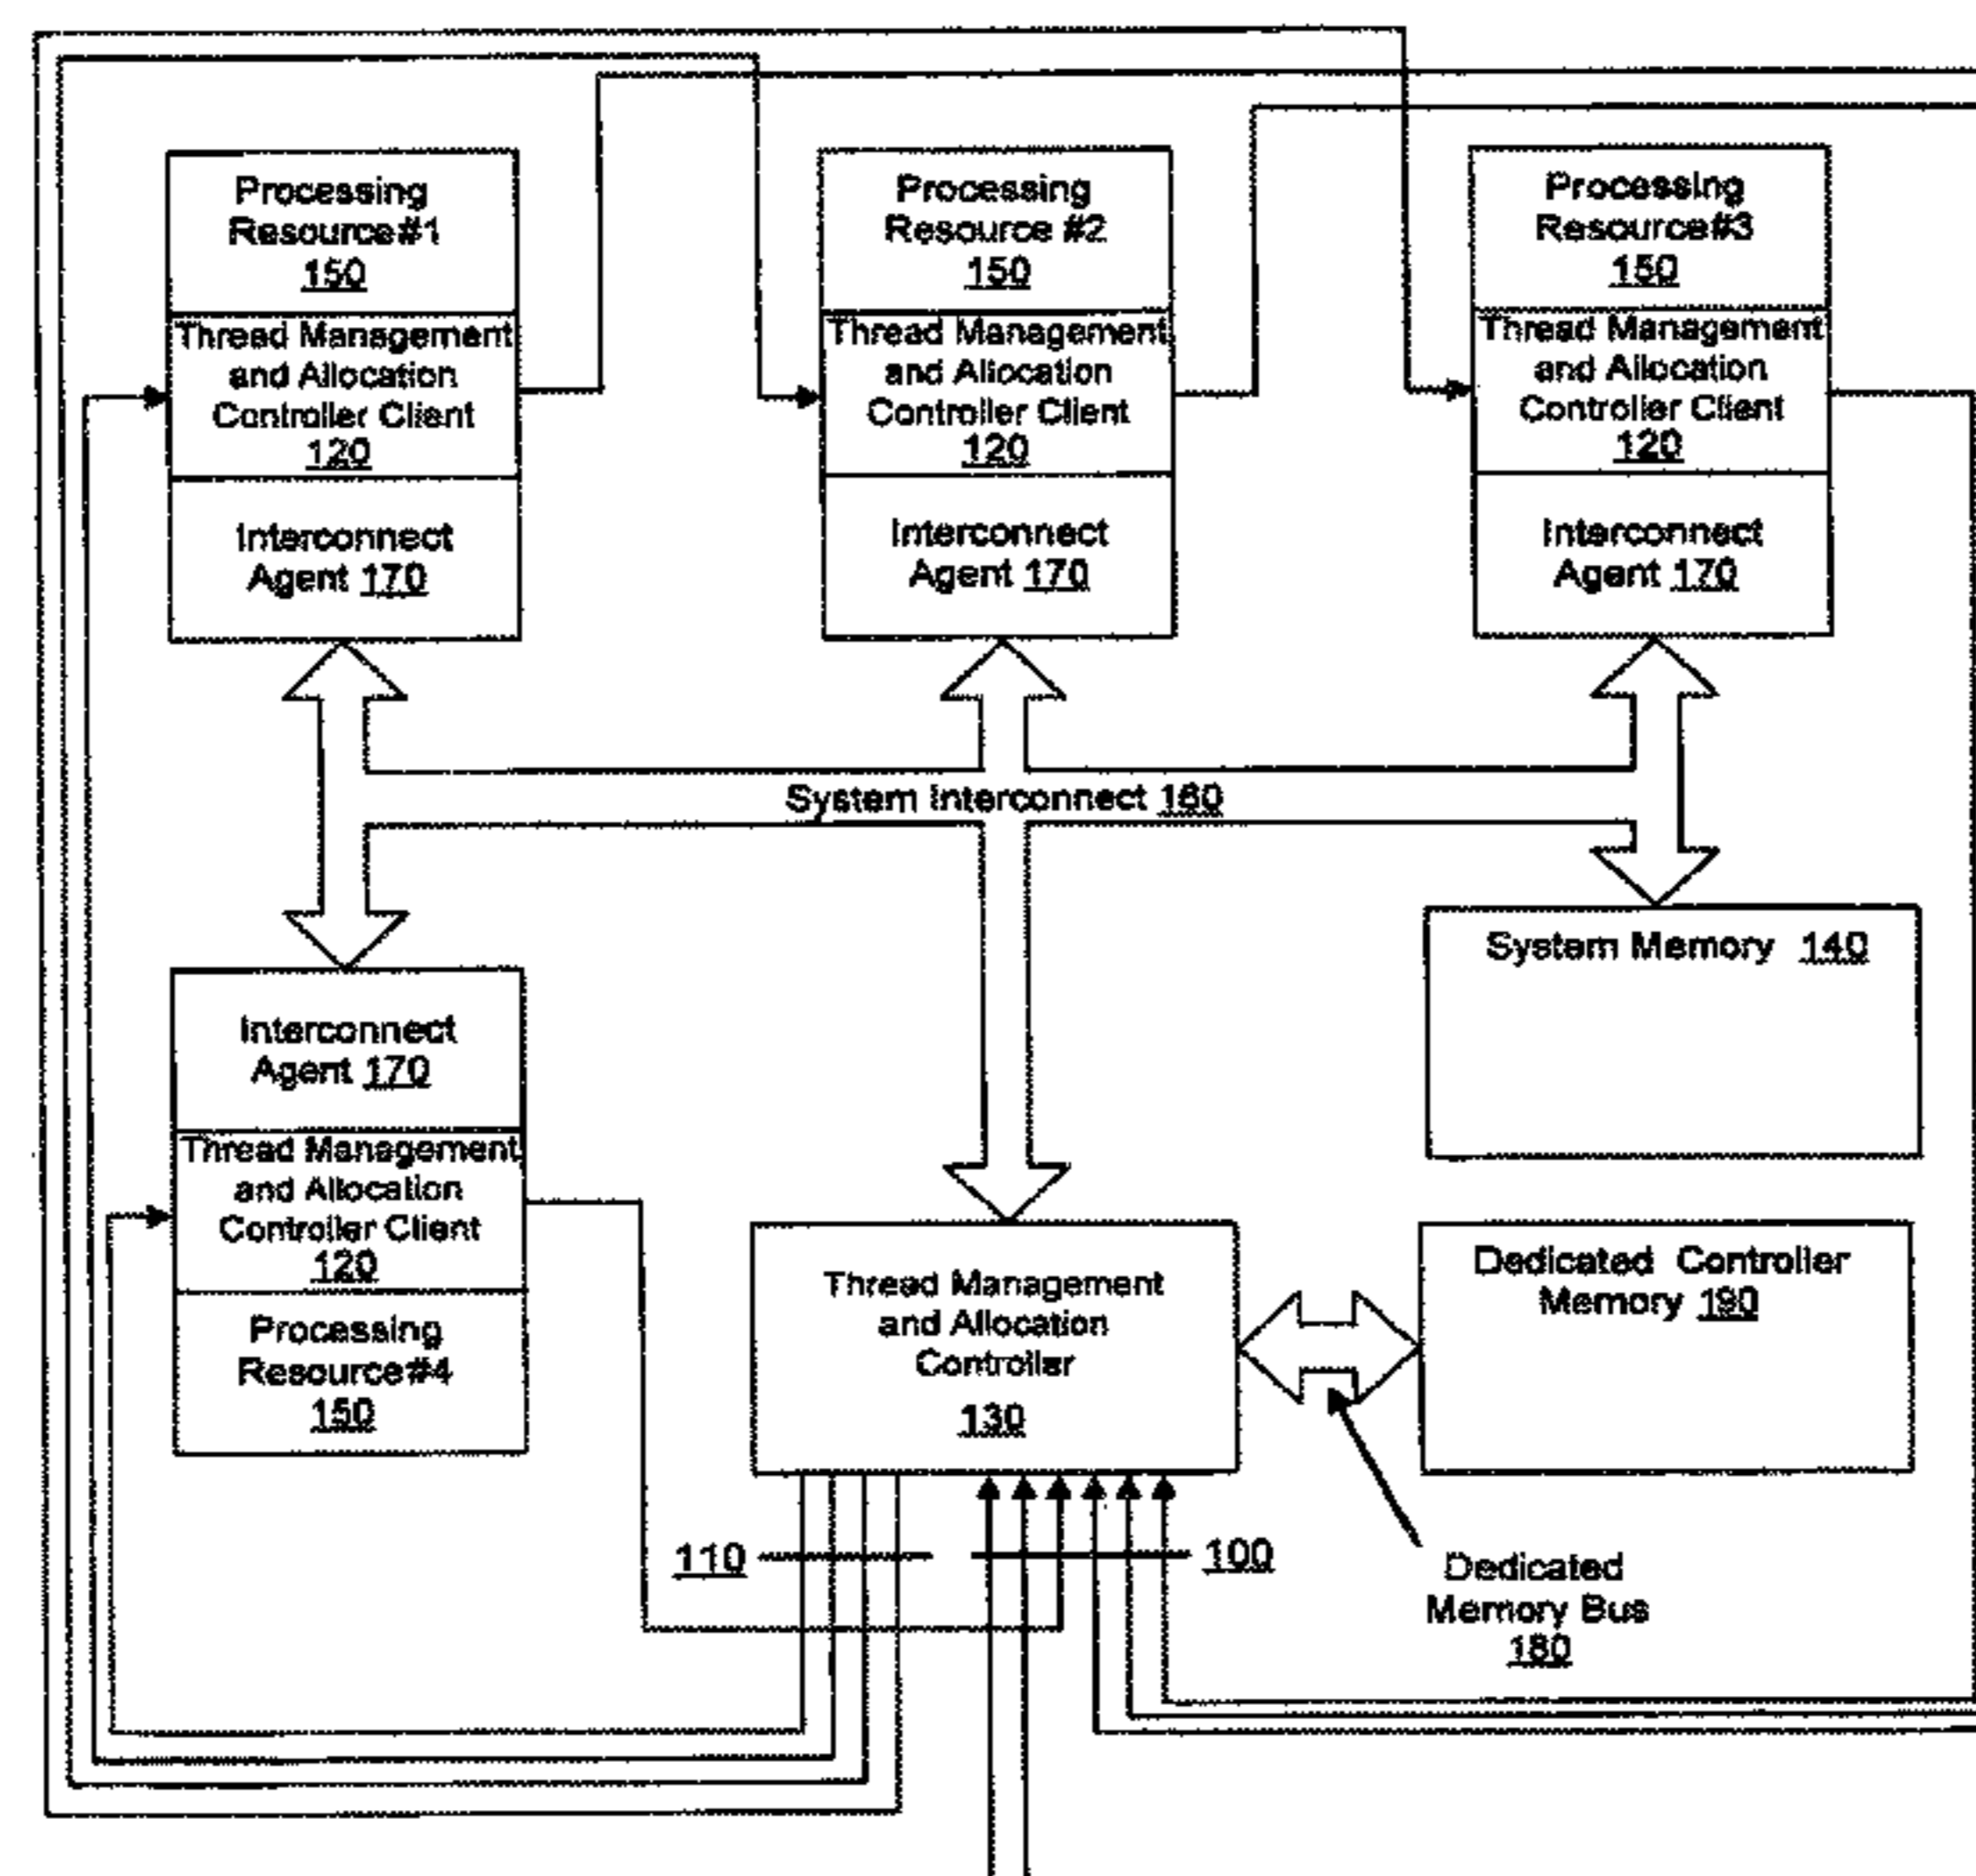 Processing
Resource#1
150
Thread Management
and Allocation
Controller Client
120
Interconnect
Agent 170
Processing
Resource #2
150
Thread Management
and Allocation
Controller Client
120
Interconnect
Agent 170
Processing
Resource#3
150
Thread Management
and Allocation
Controller Client
120
Interconnect
Agent 170
System Interconnect 160
Interconnect
Agent 170
Thread Management
and Allocation
Controller Client
120
Processing
Resource#4
150
System Memory 140
Thread Management
and Allocation
Controller
130
Dedicated Controller
Memory 190
110
100
Dedicated
Memory Bus
180